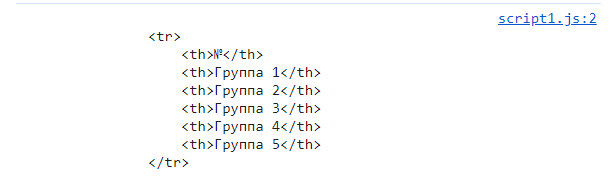 script1.js:2
<tr>
<th>№</th>
<th>Группа 1</th>
<th>Группа 2</th>
<th>Группа 3</th>
<th>Группа 4</th>
<th>Группа 5</th>
</tr>